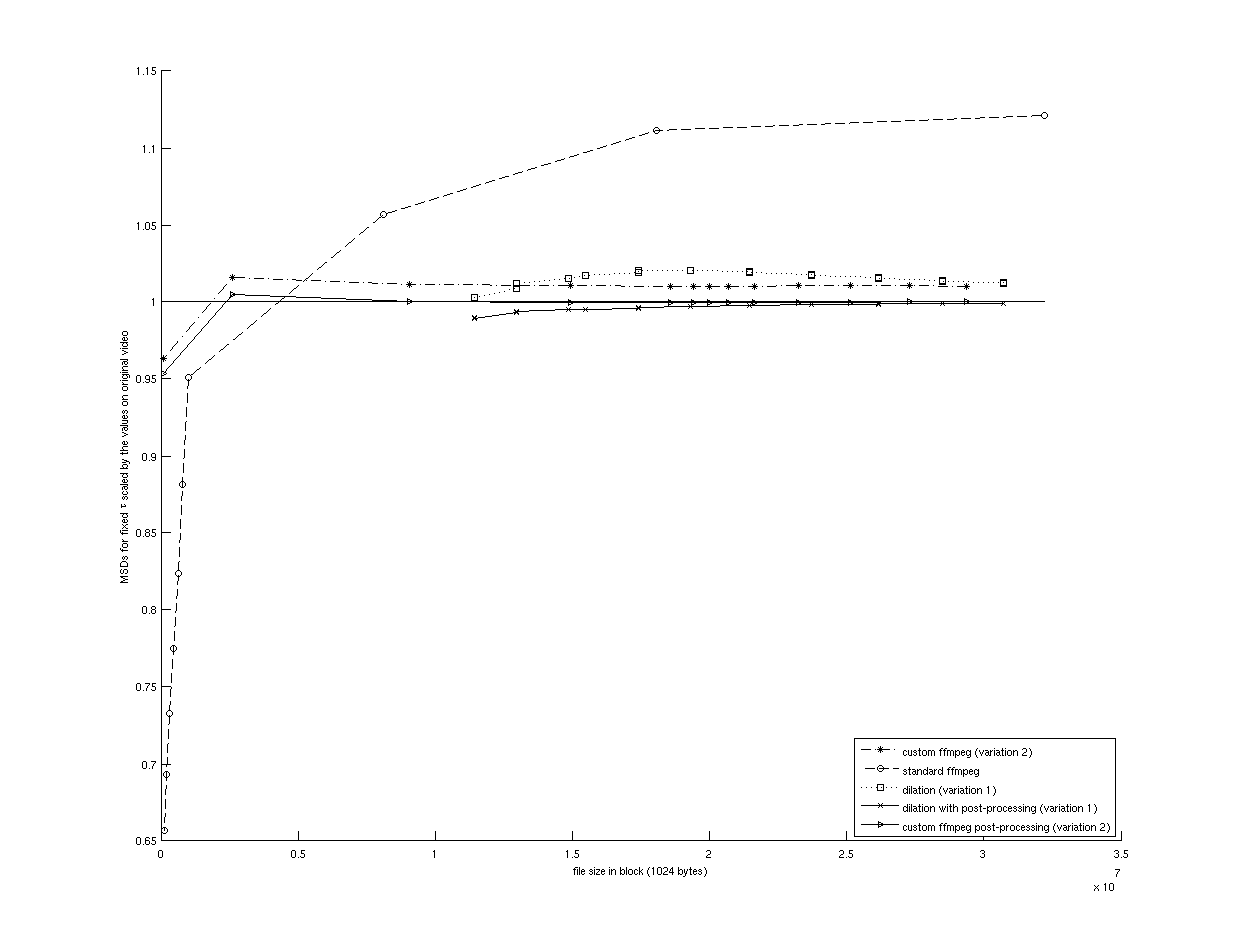 1.15
1.1
1.05
1
0.95
0.9
0.85
0.8
0.75
0.7
0.65
MSDs for fixed τ scaled by the values on original video
0 0.5 1 1.5 2 2.5 3 3.5
file size in block (1024 bytes)
7
x 10
custom ffmpeg (variation 2)
standard ffmpeg
dilation (variation 1)
dilation with post-processing (variation 1)
custom ffmpeg post-processing (variation 2)